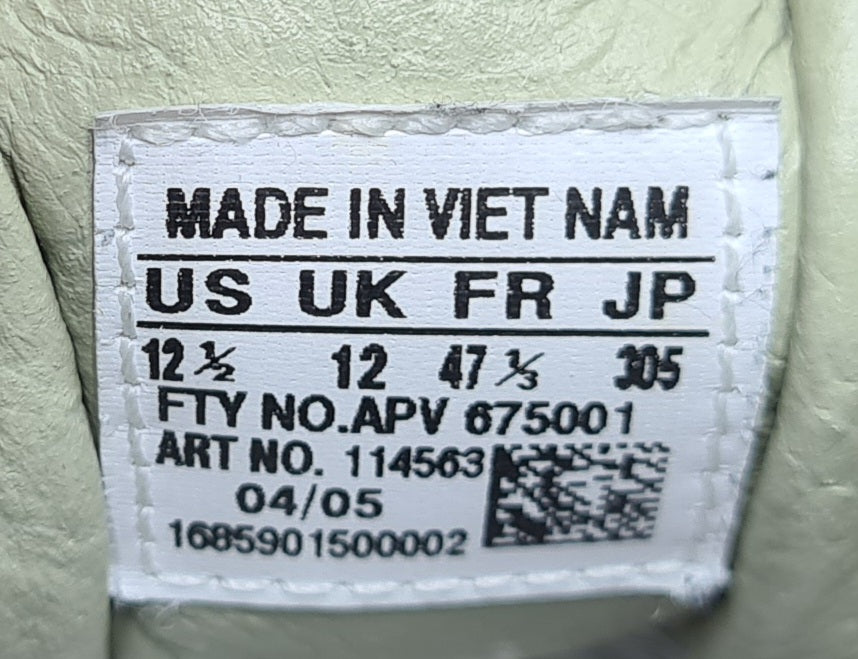 MADE IN VIET NAM
US UK FR JP
12 ½ 12 47 ⅓ 305
FTY NO.APV 675001
ART NO. 114563
04/05
1685901500002